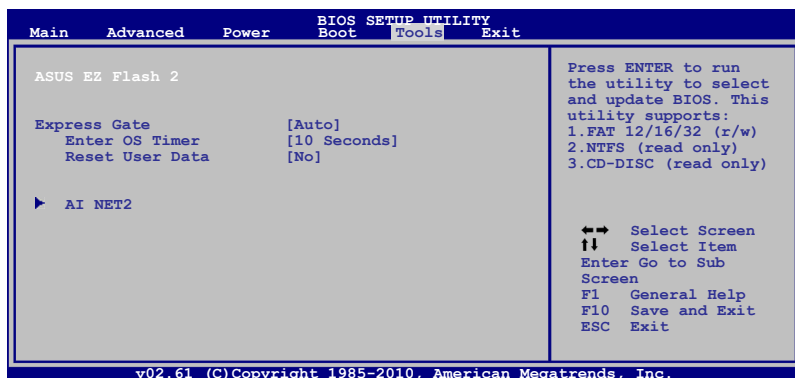 BIOS SETUP UTILITY
Main Advanced Power Boot Tools Exit
ASUS EZ Flash 2
Express Gate [Auto]
Enter OS Timer [10 Seconds]
Reset User Data [No]
AI NET2
Press ENTER to run
the utility to select
and update BIOS. This
utility supports:
1.FAT 12/16/32 (r/w)
2.NTFS (read only)
3.CD-DISC (read only)
Select Screen
Select Item
Enter Go to Sub
Screen
F1 General Help
F10 Save and Exit
ESC Exit
v02.61 (C)Copyright 1985-2010, American Megatrends, Inc.